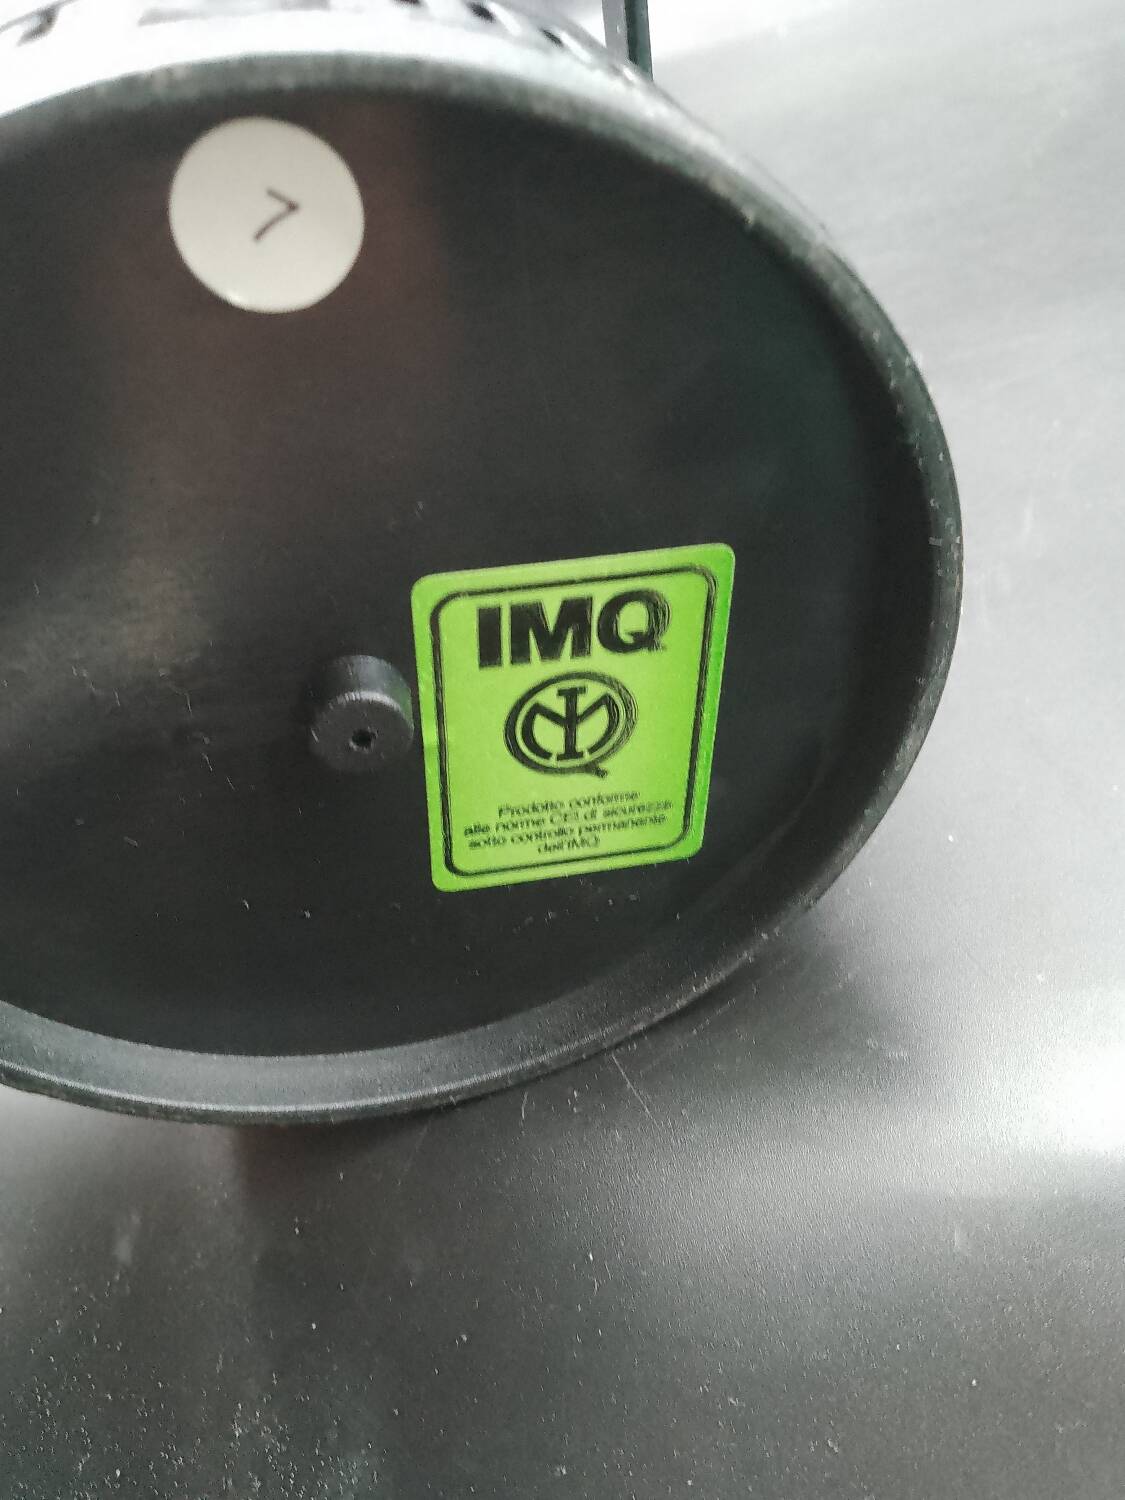 7
IMQ
Prodotto conforme
alle norme CEI di sicurezza
sotto controllo permanente
dell'IMQ